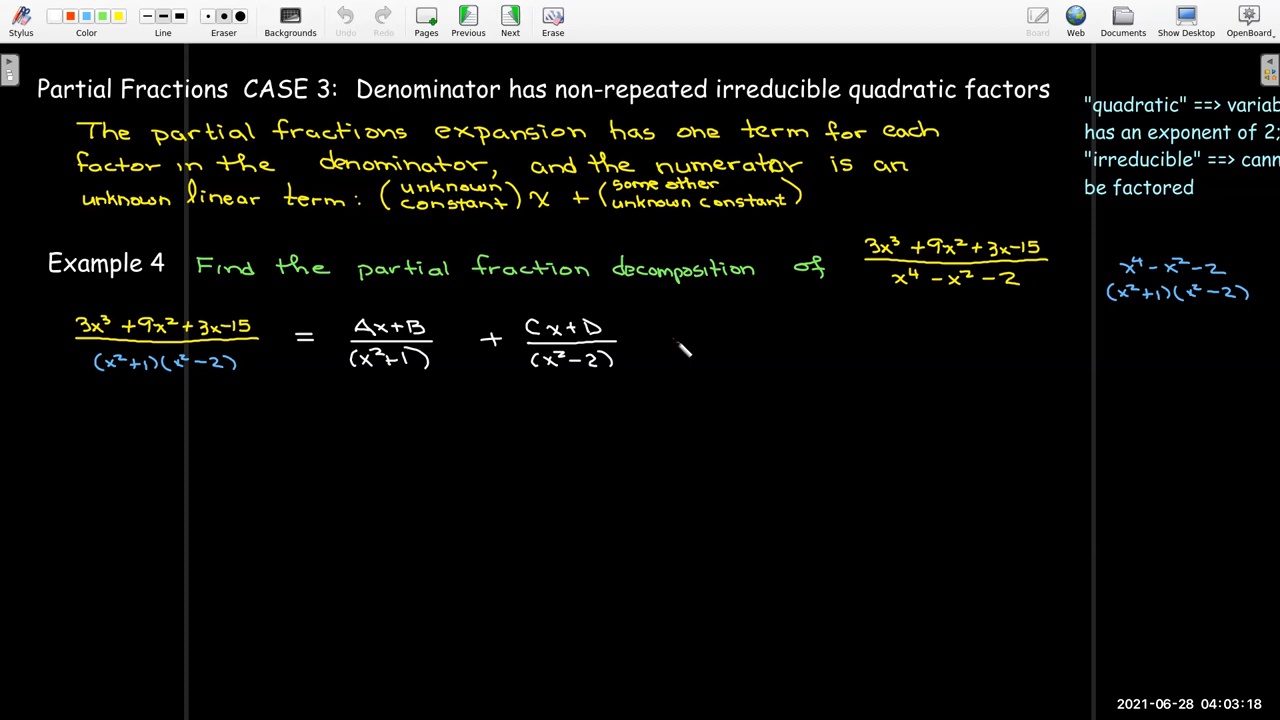 Stylus Color Line Eraser Backgrounds Undo Redo Pages Previous Next Erase Board Web Documents Show Desktop OpenBoard
Partial Fractions CASE 3: Denominator has non-repeated irreducible quadratic factors
The partial fractions expansion has one term for each
factor in the denominator, and the numerator is an
unknown linear term: (unknown constant) x + (some other unknown constant)
"quadratic" ==> variab
has an exponent of 2;
"irreducible" ==> cann
be factored
Example 4 Find the partial fraction decomposition of (3x³ + 9x² + 3x - 15) / (x⁴ - x² - 2)
x⁴ - x² - 2
(x² + 1)(x² - 2)
(3x³ + 9x² + 3x - 15) / ((x² + 1)(x² - 2)) = (Ax + B) / (x² + 1) + (Cx + D) / (x² - 2)
2021-06-28 04:03:18